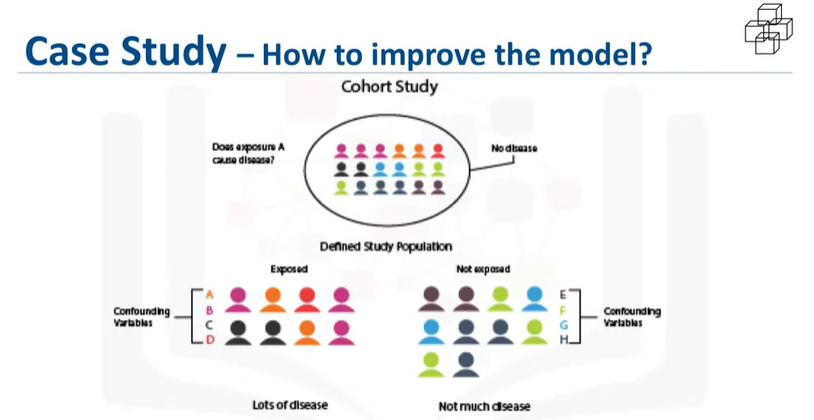 Case Study – How to improve the model?
Cohort Study
Does exposure A
cause disease?
No disease
Defined Study Population
Exposed
Not exposed
Confounding
Variables
A
B
C
D
E
F
G
H
Confounding
Variables
Lots of disease
Not much disease